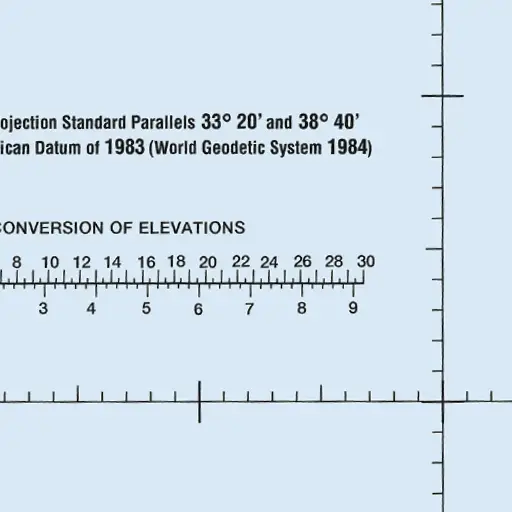 ojection Standard Parallels 33° 20' and 38° 40'
ican Datum of 1983 (World Geodetic System 1984)
CONVERSION OF ELEVATIONS
8 10 12 14 16 18 20 22 24 26 28 30
3 4 5 6 7 8 9